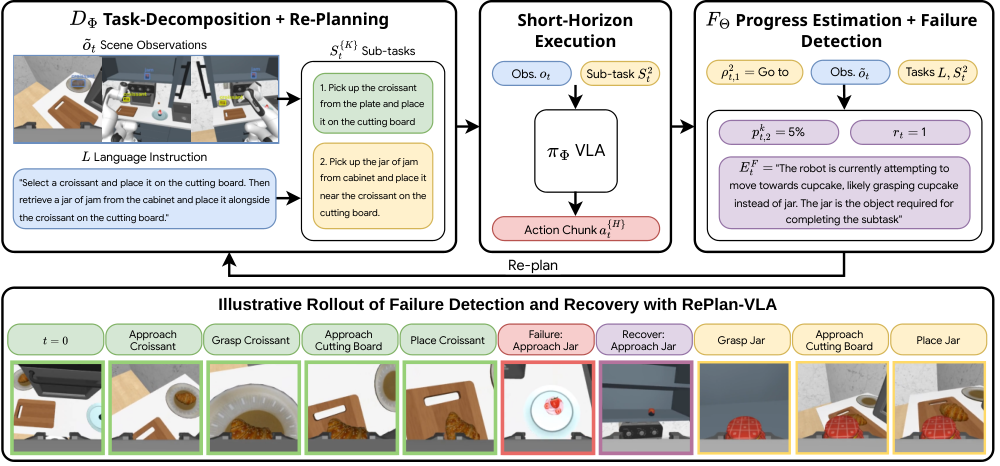 D_Φ Task-Decomposition + Re-Planning
õ_t Scene Observations
S_t^{K} Sub-tasks
1. Pick up the croissant
from the plate and place
it on the cutting board
2. Pick up the jar of jam
from cabinet and place it
near the croissant on the
cutting board.
L Language Instruction
"Select a croissant and place it on the cutting board. Then
retrieve a jar of jam from the cabinet and place it alongside
the croissant on the cutting board."
Short-Horizon
Execution
Obs. o_t
Sub-task S_t^2
π_Φ VLA
Action Chunk a_t^{H}
F_Θ Progress Estimation + Failure
Detection
ρ_{t,1}^2 = Go to
Obs. õ_t
Tasks L, S_t^2
p_{t,2}^k = 5%
r_t = 1
E_t^F = "The robot is currently attempting to
move towards cupcake, likely grasping cupcake
instead of jar. The jar is the object required for
completing the subtask"
Re-plan
Illustrative Rollout of Failure Detection and Recovery with RePlan-VLA
t = 0
Approach
Croissant
Grasp Croissant
Approach
Cutting Board
Place Croissant
Failure:
Approach Jar
Recover:
Approach Jar
Grasp Jar
Approach
Cutting Board
Place Jar